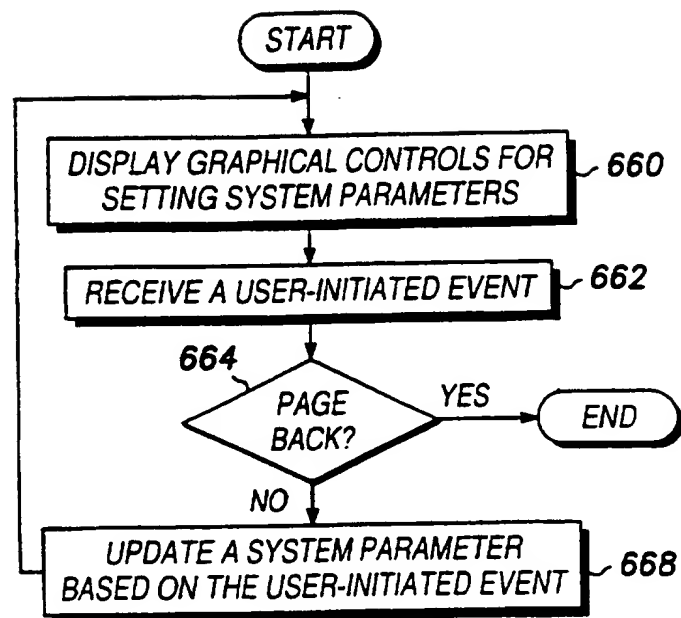 START
DISPLAY GRAPHICAL CONTROLS FOR
SETTING SYSTEM PARAMETERS
660
RECEIVE A USER-INITIATED EVENT
662
664
PAGE
BACK?
YES
END
NO
UPDATE A SYSTEM PARAMETER
BASED ON THE USER-INITIATED EVENT
668